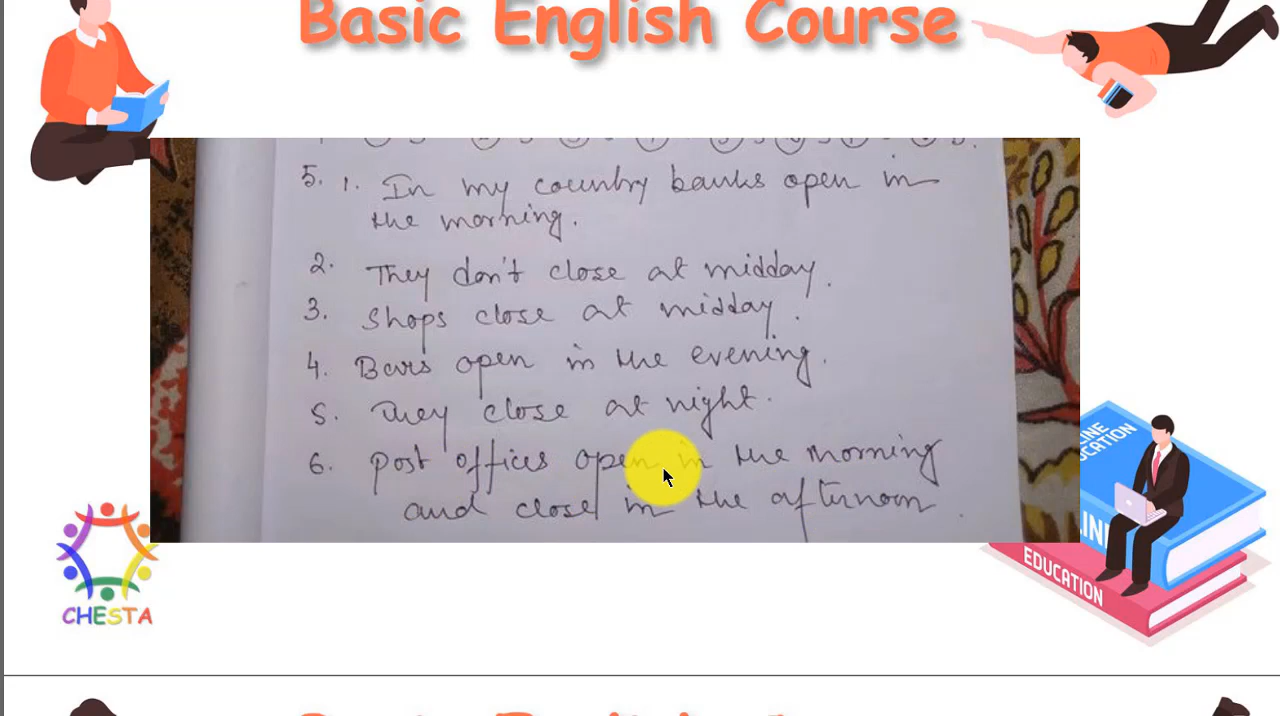 Basic English Course
5. 1. In my country banks open in
the morning.
2. They don't close at midday.
3. Shops close at midday.
4. Bars open in the evening.
5. They close at night.
6. Post offices open in the morning
and close in the afternoon.
CHESTA
EDUCATION